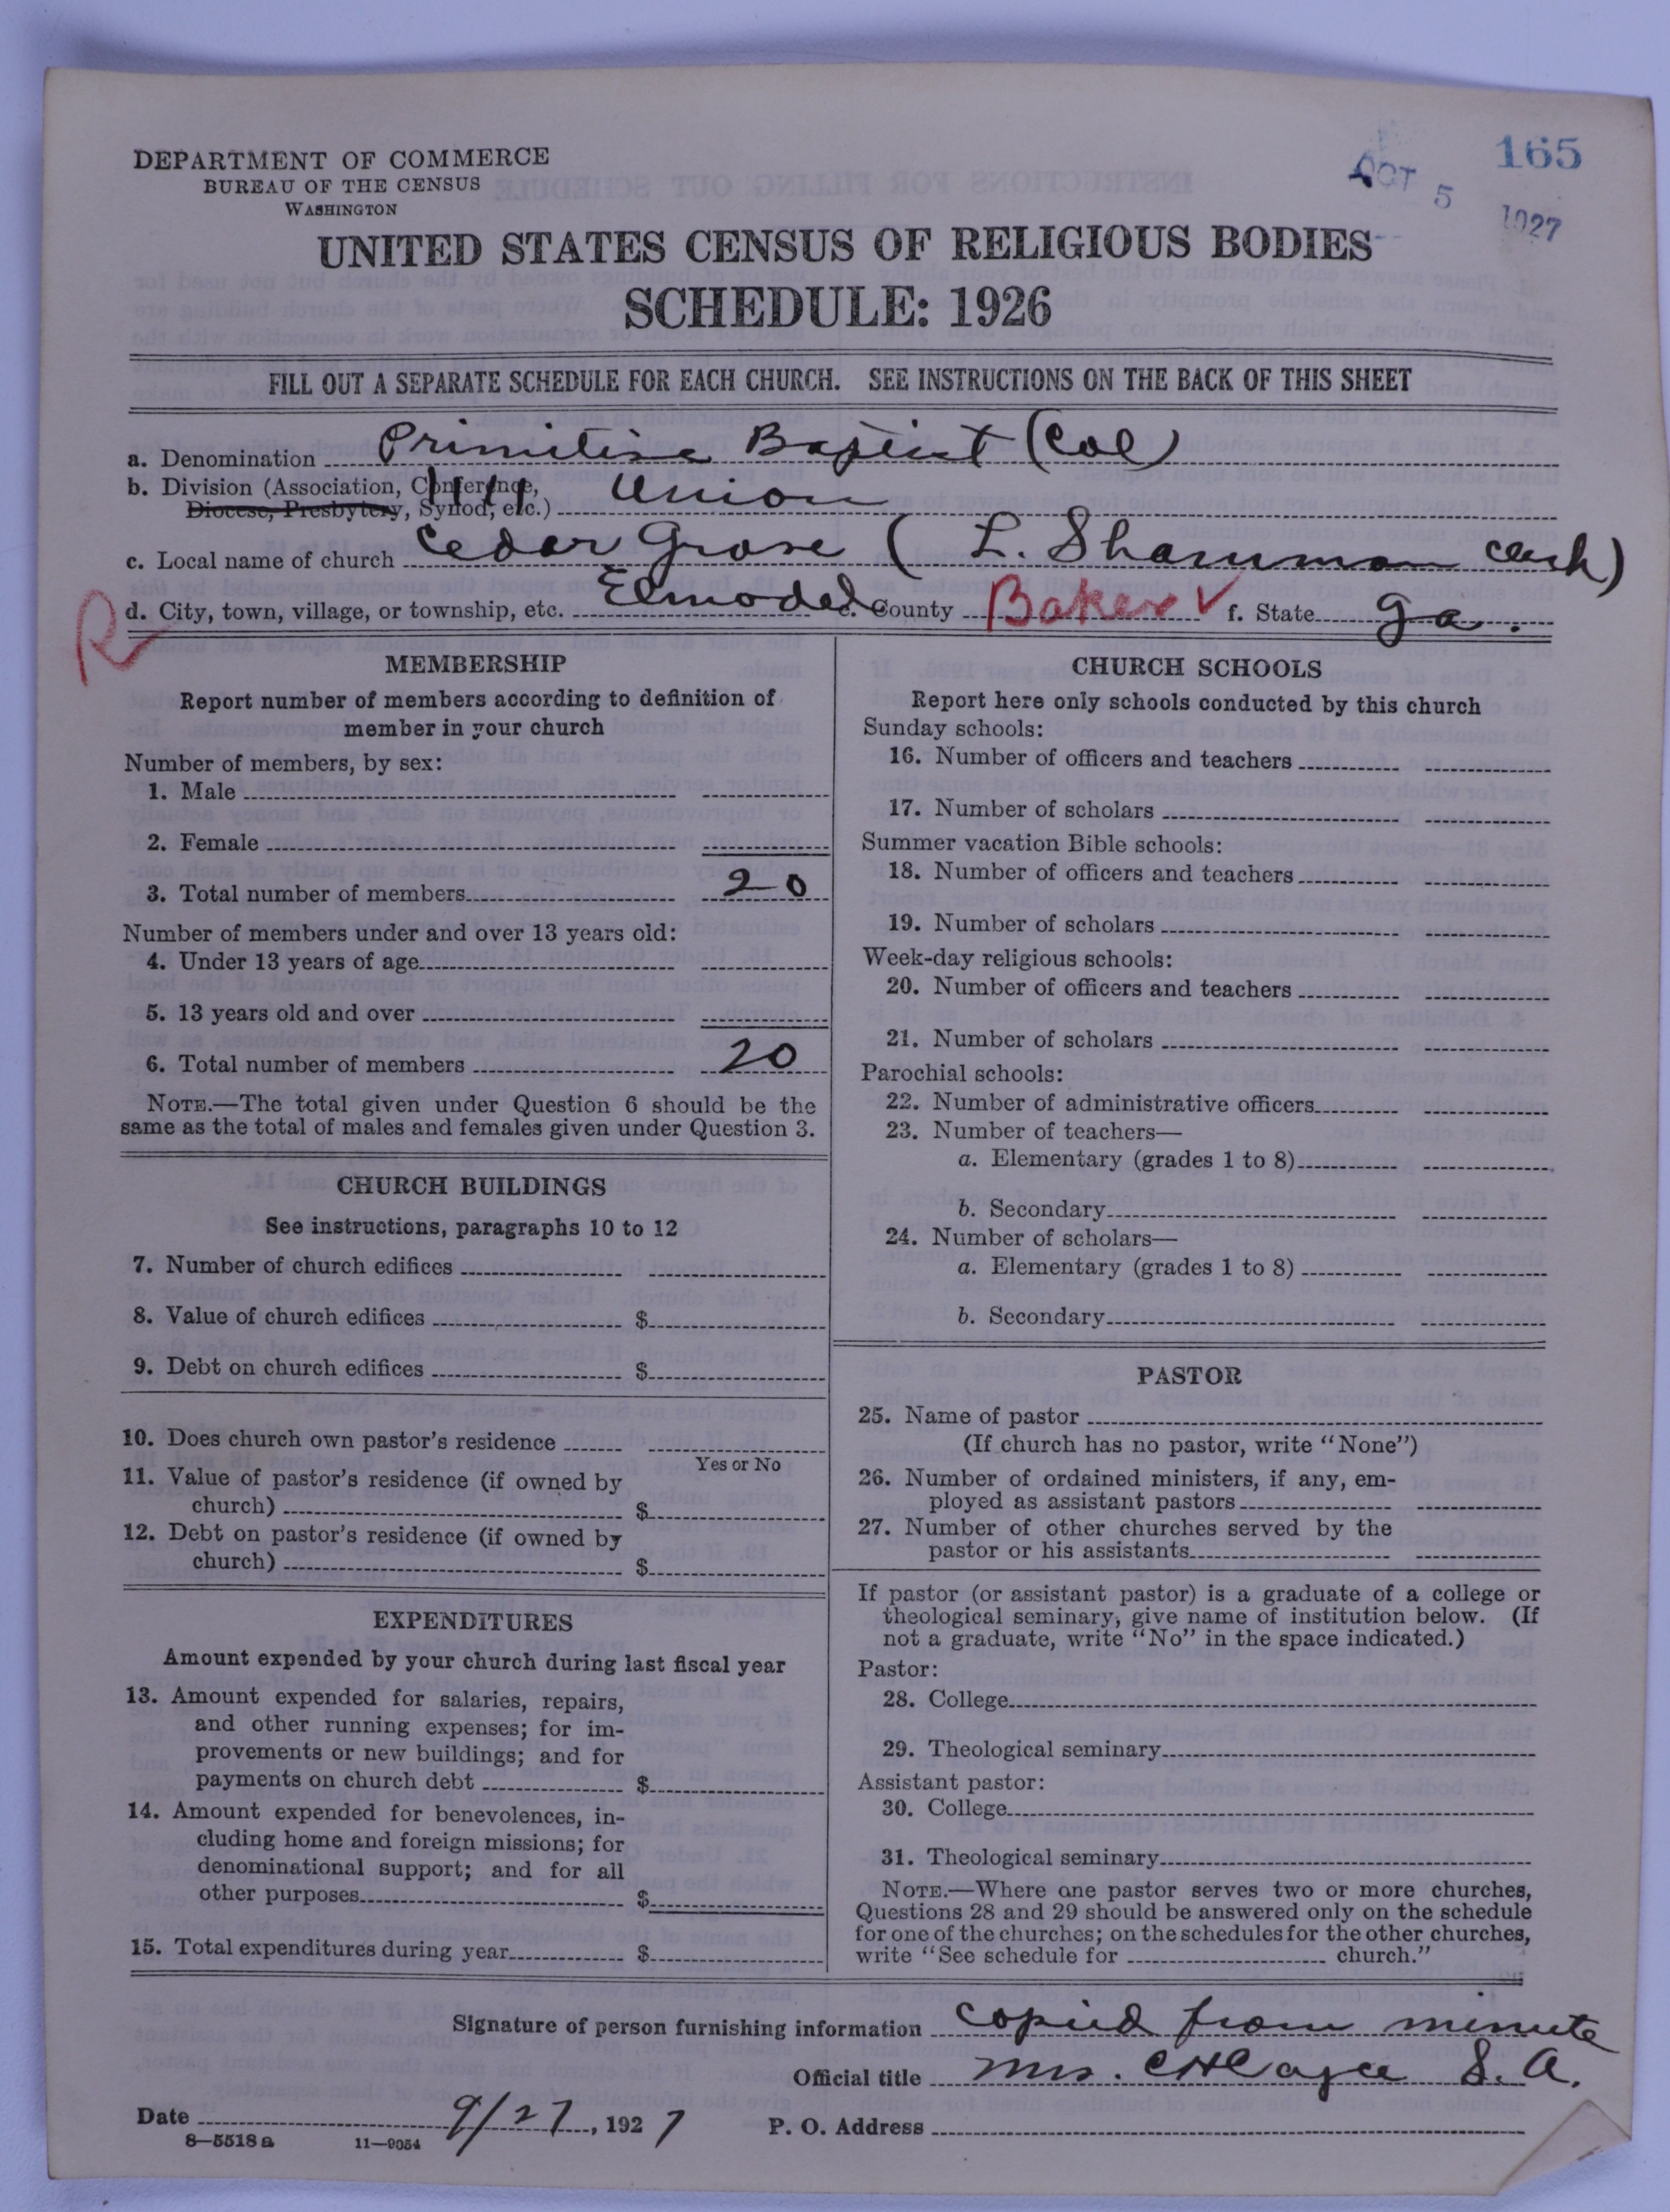 165
OCT 5 1927
DEPARTMENT OF COMMERCE
BUREAU OF THE CENSUS
WASHINGTON
UNITED STATES CENSUS OF RELIGIOUS BODIES
SCHEDULE: 1926
FILL OUT A SEPARATE SCHEDULE FOR EACH CHURCH. SEE INSTRUCTIONS ON THE BACK OF THIS SHEET
a. Denomination Primitive Baptist (Col)
b. Division (Association, Conference,
Diocese, Presbytery, Synod, etc.) Union
c. Local name of church Cedar Grove ( L. Sharumon clerk)
R
d. City, town, village, or township, etc. Elmodel e. County Baker ✓ f. State Ga.
MEMBERSHIP
Report number of members according to definition of
member in your church
Number of members, by sex:
1. Male
2. Female
3. Total number of members 20
Number of members under and over 13 years old:
4. Under 13 years of age
5. 13 years old and over
6. Total number of members 20
NOTE.—The total given under Question 6 should be the
same as the total of males and females given under Question 3.
CHURCH BUILDINGS
See instructions, paragraphs 10 to 12
7. Number of church edifices
8. Value of church edifices $
9. Debt on church edifices $
10. Does church own pastor's residence
Yes or No
11. Value of pastor's residence (if owned by
church) $
12. Debt on pastor's residence (if owned by
church) $
EXPENDITURES
Amount expended by your church during last fiscal year
13. Amount expended for salaries, repairs,
and other running expenses; for im-
provements or new buildings; and for
payments on church debt $
14. Amount expended for benevolences, in-
cluding home and foreign missions; for
denominational support; and for all
other purposes $
15. Total expenditures during year $
CHURCH SCHOOLS
Report here only schools conducted by this church
Sunday schools:
16. Number of officers and teachers
17. Number of scholars
Summer vacation Bible schools:
18. Number of officers and teachers
19. Number of scholars
Week-day religious schools:
20. Number of officers and teachers
21. Number of scholars
Parochial schools:
22. Number of administrative officers
23. Number of teachers—
a. Elementary (grades 1 to 8)
b. Secondary
24. Number of scholars—
a. Elementary (grades 1 to 8)
b. Secondary
PASTOR
25. Name of pastor
(If church has no pastor, write "None")
26. Number of ordained ministers, if any, em-
ployed as assistant pastors
27. Number of other churches served by the
pastor or his assistants
If pastor (or assistant pastor) is a graduate of a college or
theological seminary, give name of institution below. (If
not a graduate, write "No" in the space indicated.)
Pastor:
28. College
29. Theological seminary
Assistant pastor:
30. College
31. Theological seminary
NOTE.—Where one pastor serves two or more churches,
Questions 28 and 29 should be answered only on the schedule
for one of the churches; on the schedules for the other churches,
write "See schedule for church."
Signature of person furnishing information copied from minute
Official title Mrs. S. A.
Date 9/27, 1927 P. O. Address
8—5518 a 11—9054